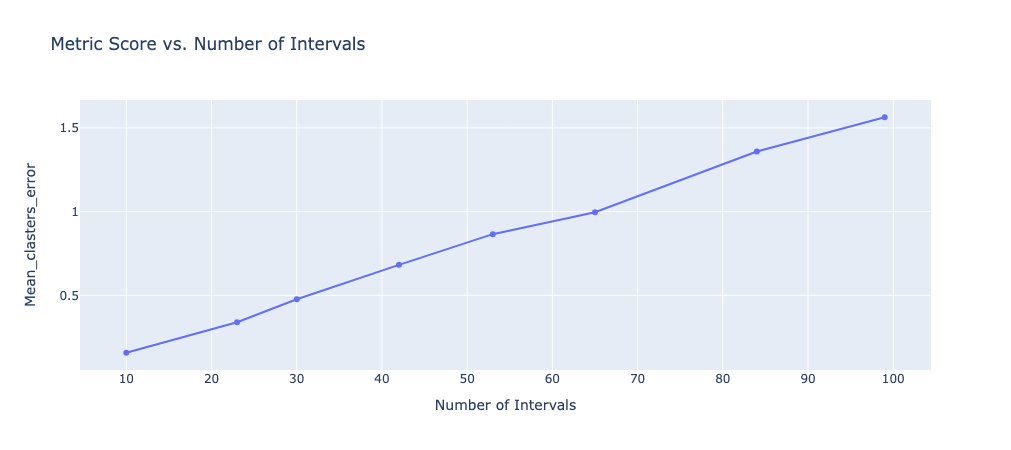 Metric Score vs. Number of Intervals
1.5
1
0.5
Mean_clasters_error
10 20 30 40 50 60 70 80 90 100
Number of Intervals